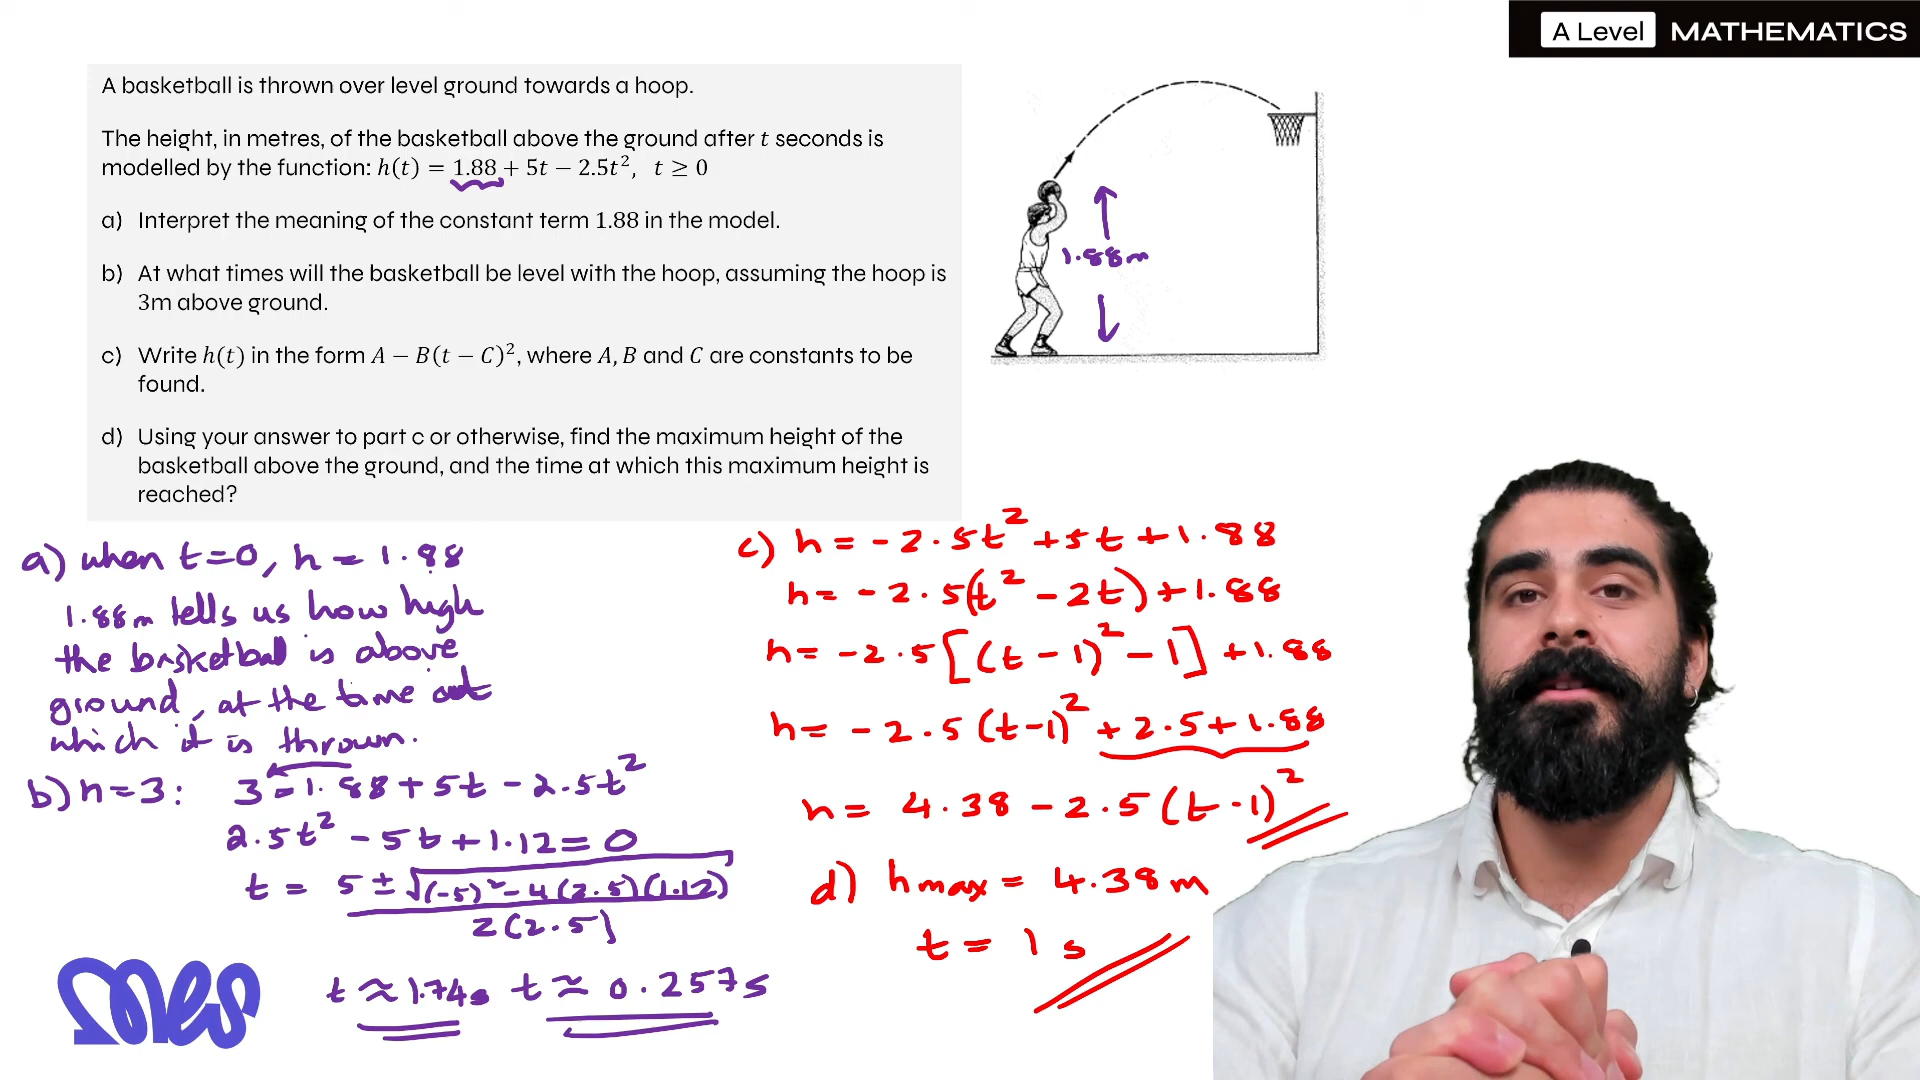 A Level MATHEMATICS
A basketball is thrown over level ground towards a hoop.
The height, in metres, of the basketball above the ground after t seconds is
modelled by the function: h(t) = 1.88 + 5t − 2.5t², t ≥ 0
a) Interpret the meaning of the constant term 1.88 in the model.
b) At what times will the basketball be level with the hoop, assuming the hoop is
3m above ground.
c) Write h(t) in the form A − B(t − C)², where A, B and C are constants to be
found.
d) Using your answer to part c or otherwise, find the maximum height of the
basketball above the ground, and the time at which this maximum height is
reached?
1.88m
a) when t=0, h = 1.88
1.88m tells us how high
the basketball is above
ground, at the time at
which it is thrown.
b) h=3: 3=1.88+5t−2.5t²
2.5t² − 5t + 1.12 = 0
t = 5 ± √(-5)²−4(2.5)(1.12)
2(2.5)
t ≈ 1.74s t ≈ 0.257s
c) h = −2.5t² + 5t + 1.88
h = −2.5(t² − 2t) + 1.88
h = −2.5[(t − 1)² − 1] + 1.88
h = −2.5(t−1)² + 2.5 + 1.88
h = 4.38 − 2.5(t−1)²
d) hmax = 4.38m
t = 1 s
mes